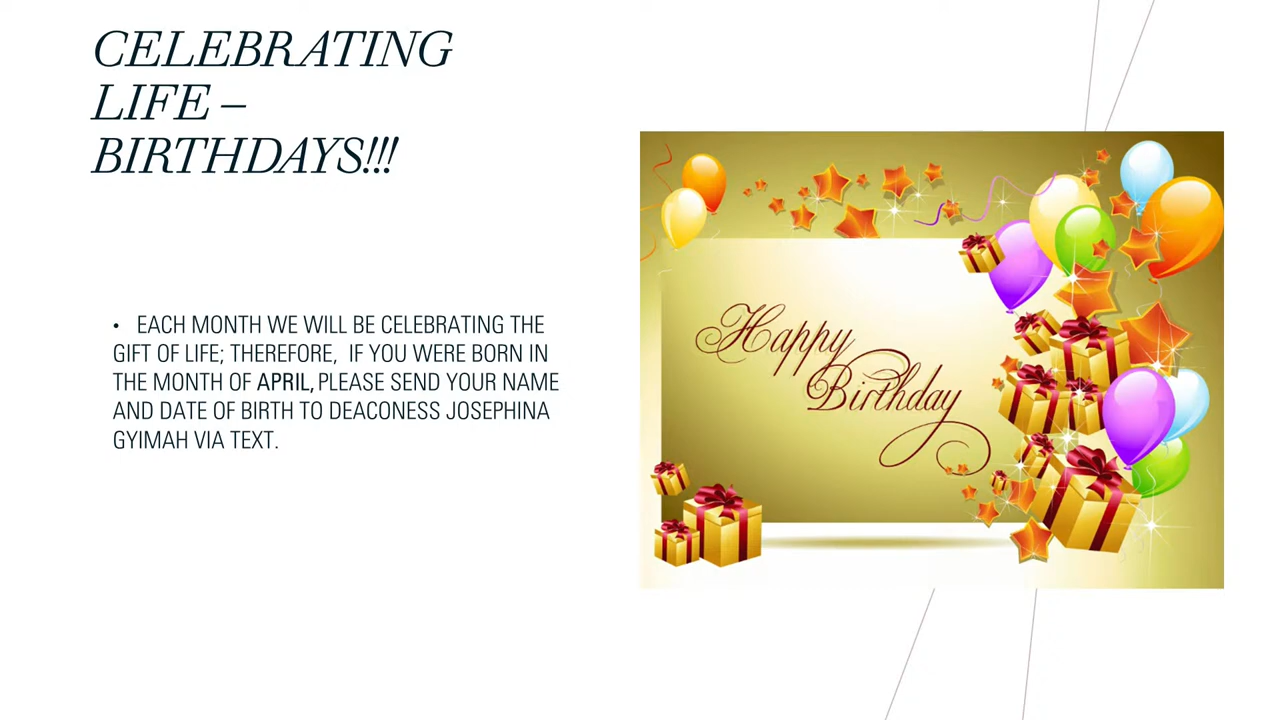 CELEBRATING
LIFE –
BIRTHDAYS!!!
• EACH MONTH WE WILL BE CELEBRATING THE
GIFT OF LIFE; THEREFORE, IF YOU WERE BORN IN
THE MONTH OF APRIL, PLEASE SEND YOUR NAME
AND DATE OF BIRTH TO DEACONESS JOSEPHINA
GYIMAH VIA TEXT.
Happy
Birthday